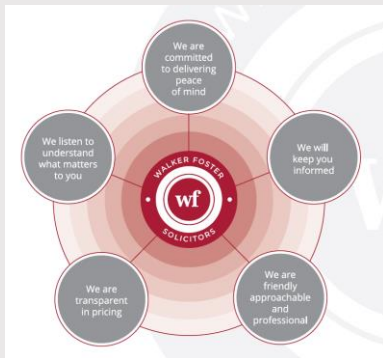 We are
committed
to delivering
peace
of mind
We listen to
understand
what matters
to you
We will
keep you
informed
WALKER FOSTER
wf
SOLICITORS
We are
transparent
in pricing
We are
friendly
approachable
and
professional